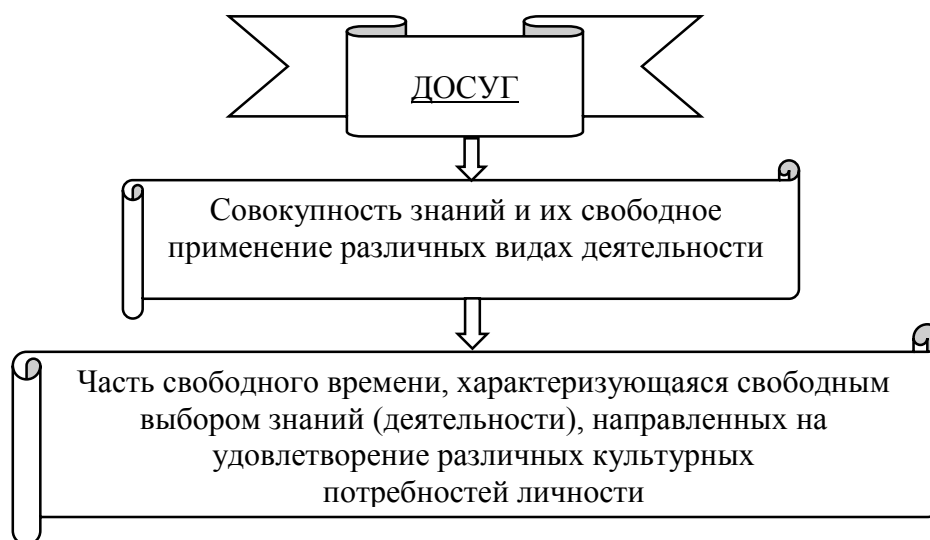 ДОСУГ
Совокупность знаний и их свободное
применение различных видах деятельности
Часть свободного времени, характеризующаяся свободным
выбором знаний (деятельности), направленных на
удовлетворение различных культурных
потребностей личности